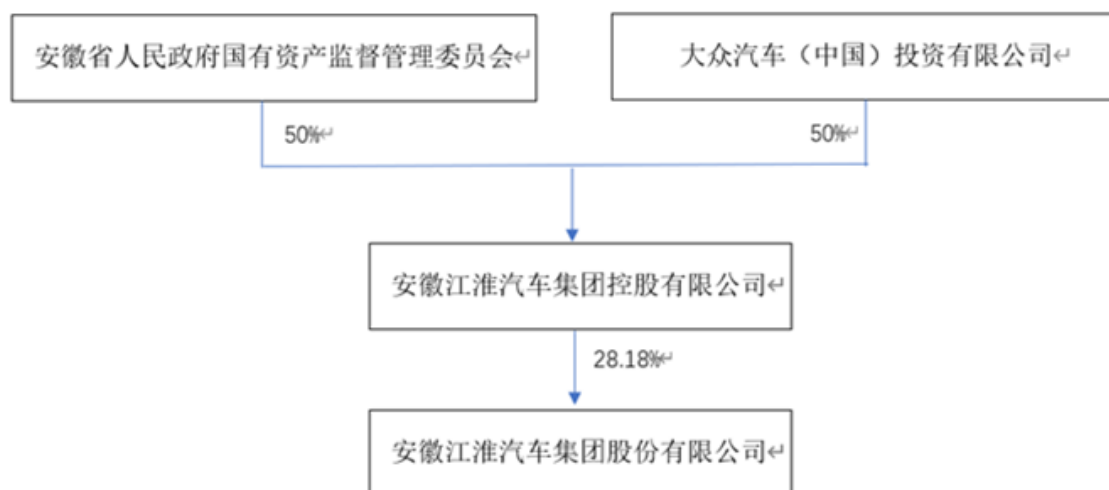 安徽省人民政府国有资产监督管理委员会↵
大众汽车（中国）投资有限公司↵
50%↵
50%↵
安徽江淮汽车集团控股有限公司↵
28.18%↵
安徽江淮汽车集团股份有限公司↵